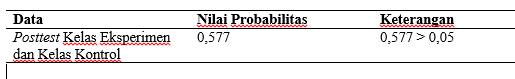 Data Nilai Probabilitas Keterangan
Posttest Kelas Eksperimen 0,577 0,577 > 0,05
dan Kelas Kontrol